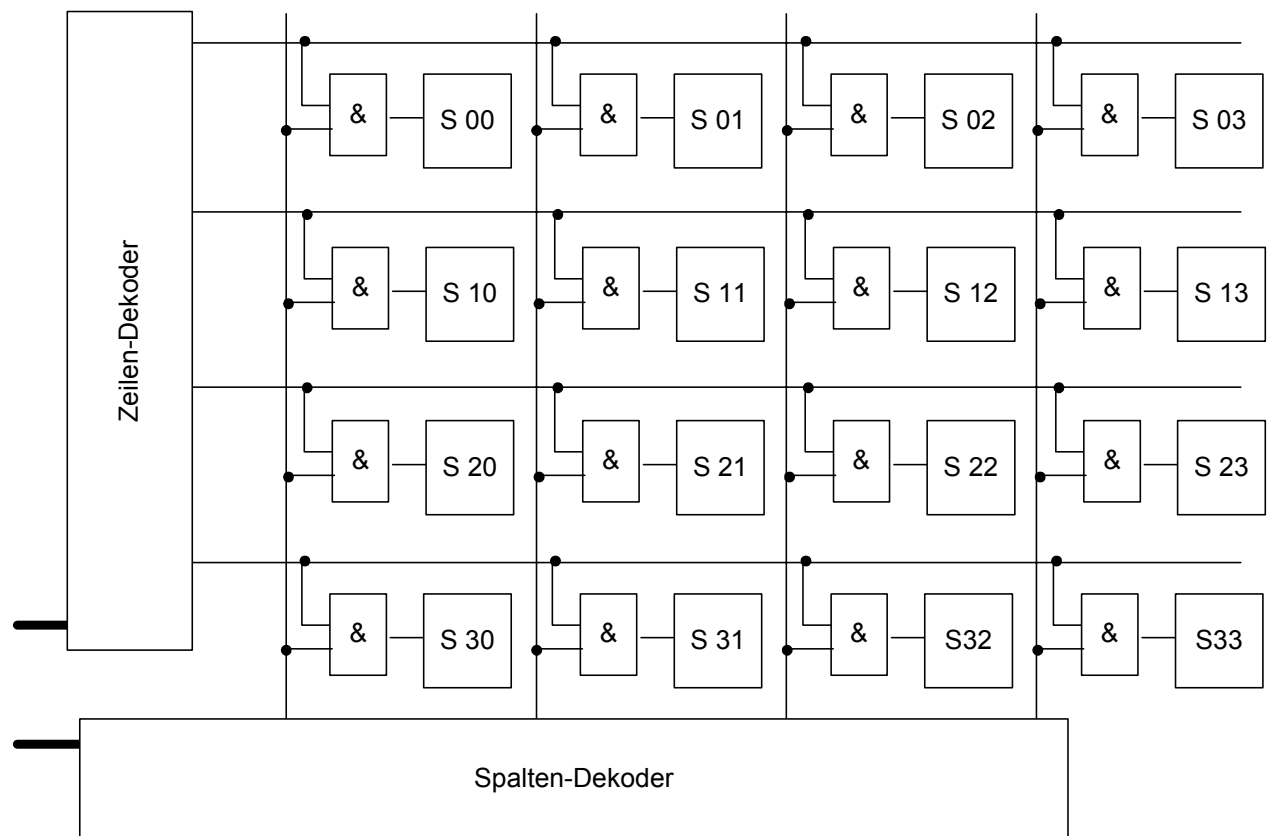 & S 00 & S 01 & S 02 & S 03
Zeilen-Dekoder
& S 10 & S 11 & S 12 & S 13
& S 20 & S 21 & S 22 & S 23
& S 30 & S 31 & S32 & S33
Spalten-Dekoder